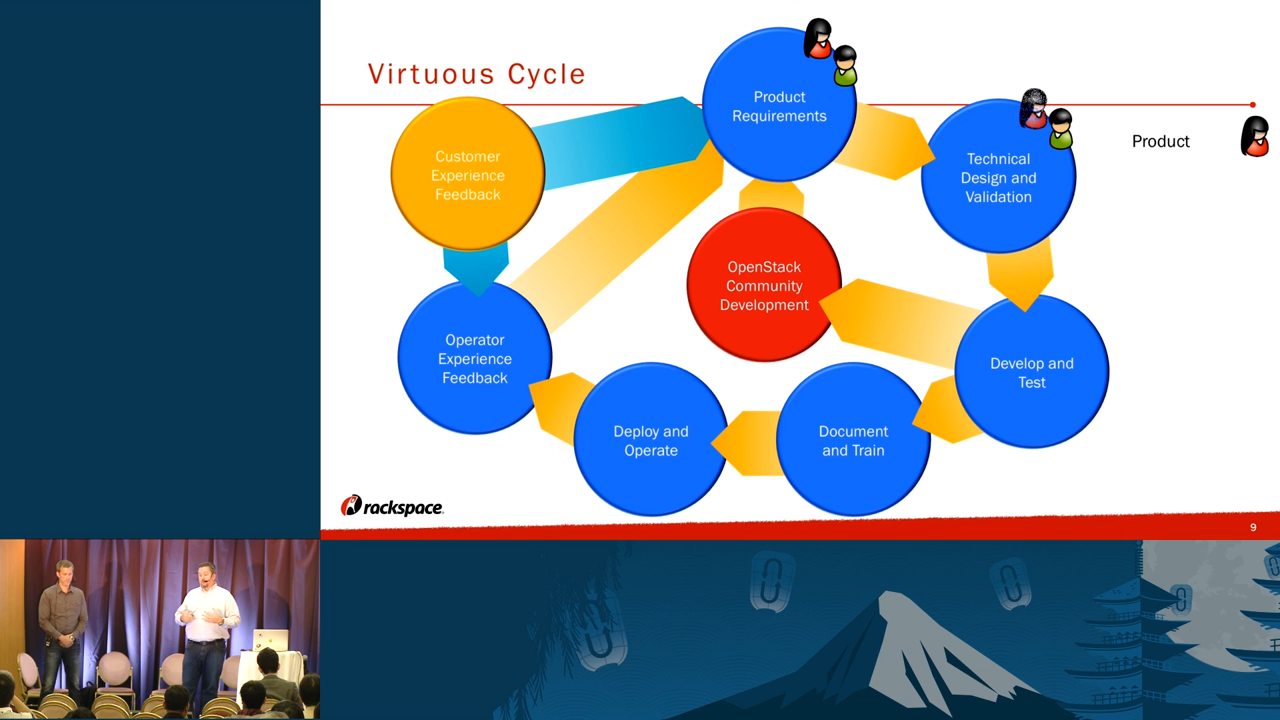 Virtuous Cycle
Customer
Experience
Feedback
Product
Requirements
Technical
Design and
Validation
Product
OpenStack
Community
Development
Operator
Experience
Feedback
Develop and
Test
Deploy and
Operate
Document
and Train
rackspace
9